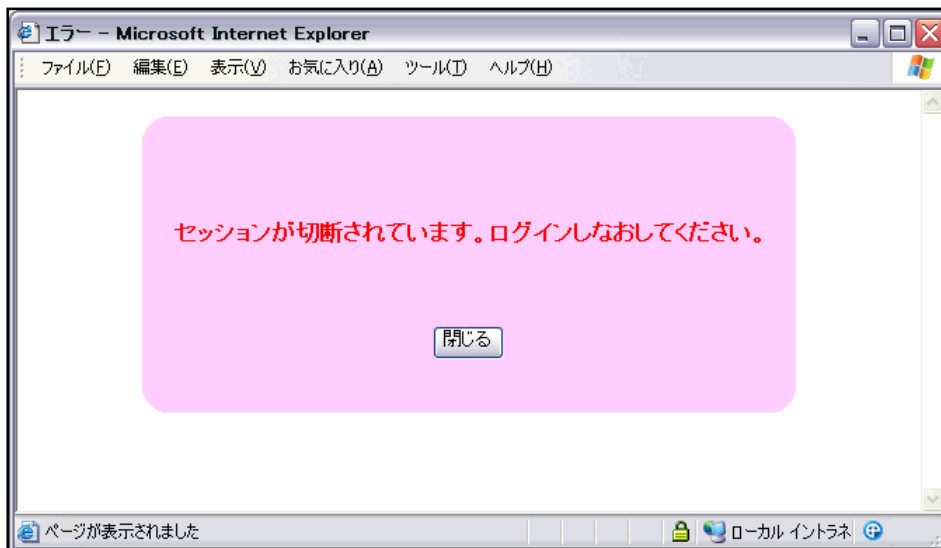 エラー - Microsoft Internet Explorer
ファイル(F) 編集(E) 表示(V) お気に入り(A) ツール(T) ヘルプ(H)
セッションが切断されています。ログインしなおしてください。
閉じる
ページが表示されました ローカル イントラネ